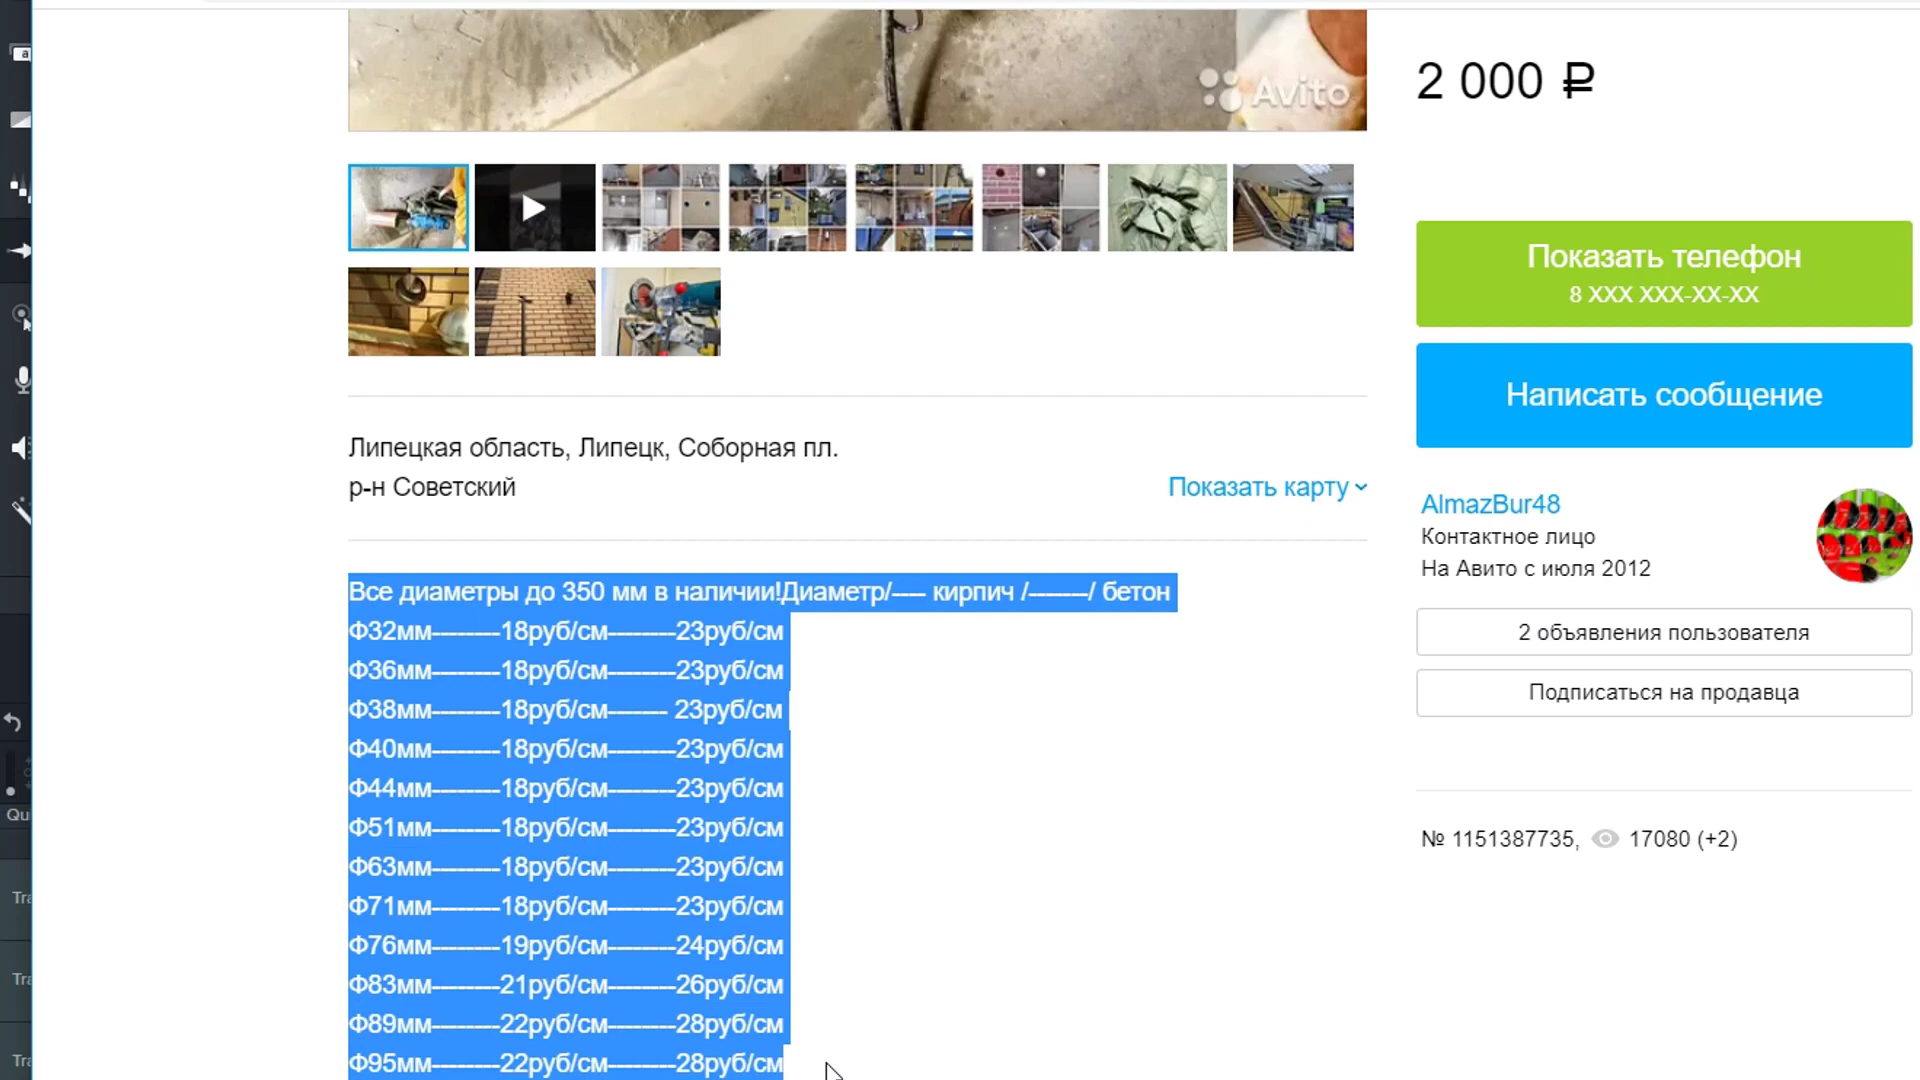 Avito
2 000 ₽
Показать телефон
8 XXX XXX-XX-XX
Написать сообщение
Липецкая область, Липецк, Соборная пл.
р-н Советский
Показать карту
AlmazBur48
Контактное лицо
На Авито с июля 2012
2 объявления пользователя
Подписаться на продавца
№ 1151387735, 17080 (+2)
Все диаметры до 350 мм в наличии!Диаметр/---- кирпич /-------/ бетон
Ф32мм--------18руб/см--------23руб/см
Ф36мм--------18руб/см--------23руб/см
Ф38мм--------18руб/см------- 23руб/см
Ф40мм--------18руб/см--------23руб/см
Ф44мм--------18руб/см--------23руб/см
Ф51мм--------18руб/см--------23руб/см
Ф63мм--------18руб/см--------23руб/см
Ф71мм--------18руб/см--------23руб/см
Ф76мм--------19руб/см--------24руб/см
Ф83мм--------21руб/см--------26руб/см
Ф89мм--------22руб/см--------28руб/см
Ф95мм--------22руб/см--------28руб/см
a
Qui
Tra
Tra
Tra